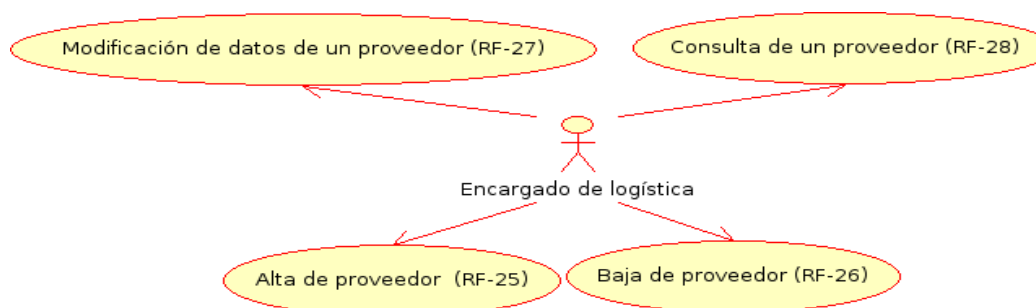 Modificación de datos de un proveedor (RF-27)
Consulta de un proveedor (RF-28)
Encargado de logística
Alta de proveedor (RF-25)
Baja de proveedor (RF-26)